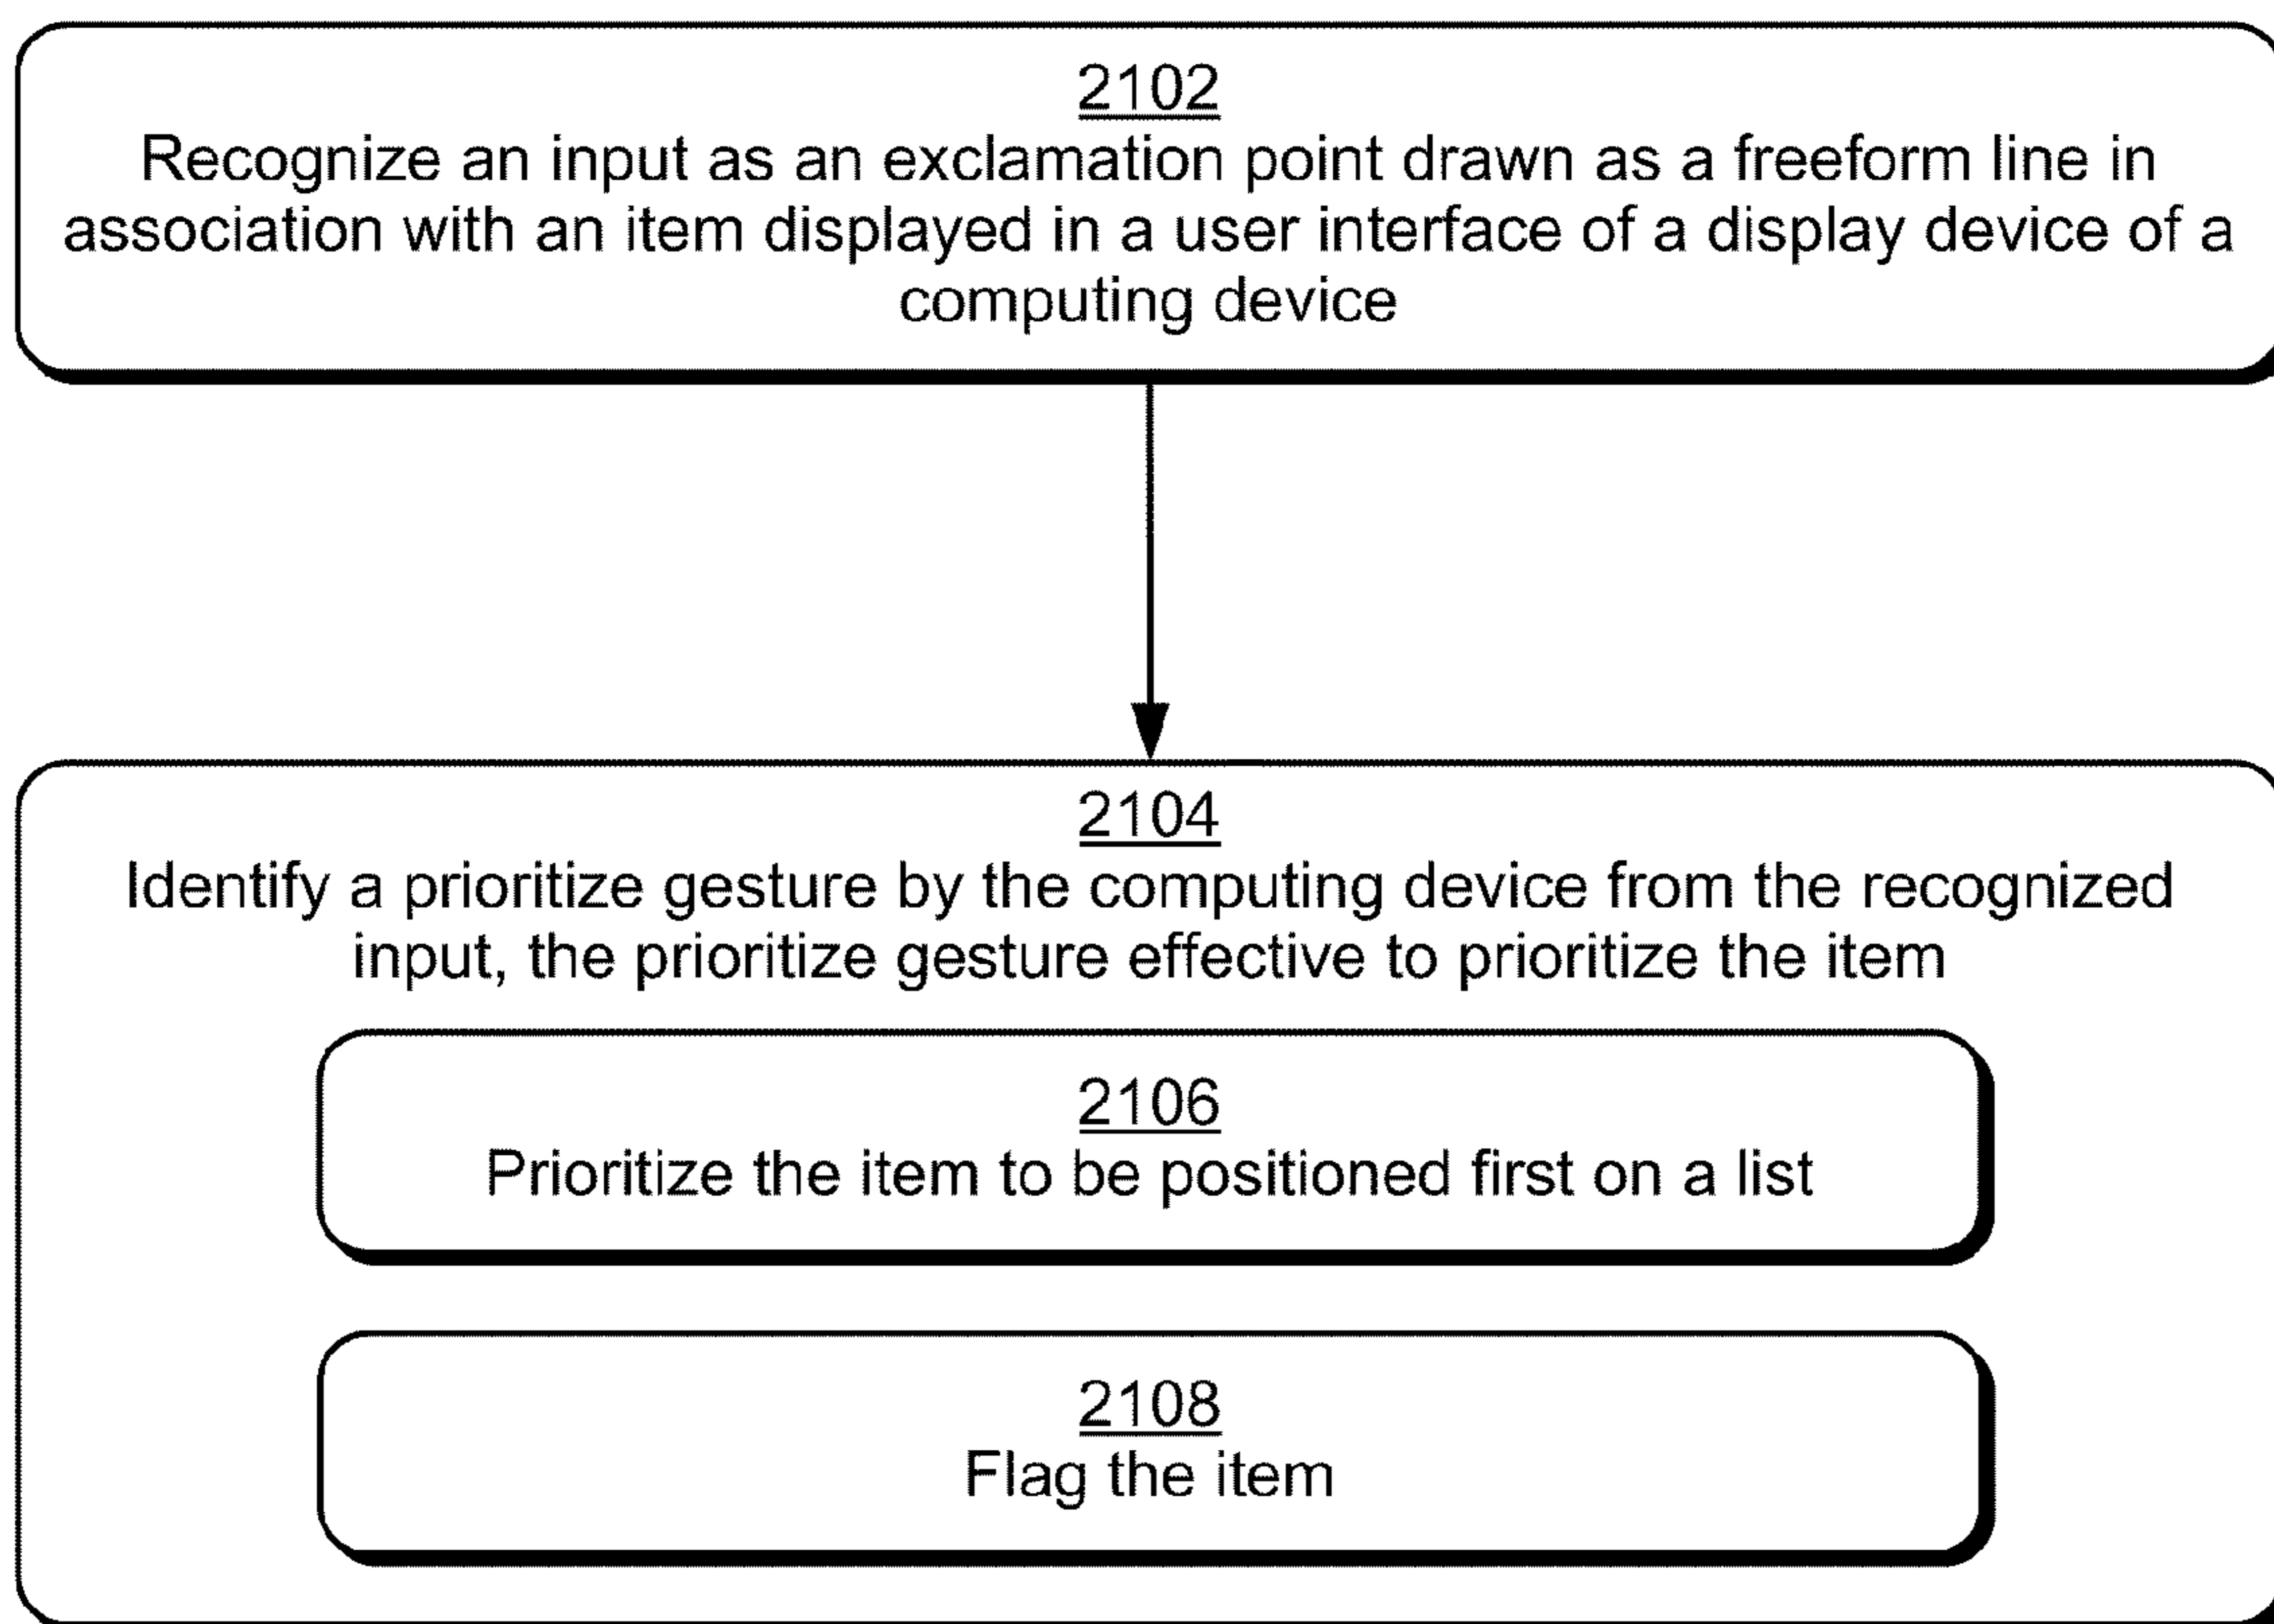 2102
Recognize an input as an exclamation point drawn as a freeform line in
association with an item displayed in a user interface of a display device of a
computing device
2104
Identify a prioritize gesture by the computing device from the recognized
input, the prioritize gesture effective to prioritize the item
2106
Prioritize the item to be positioned first on a list
2108
Flag the item